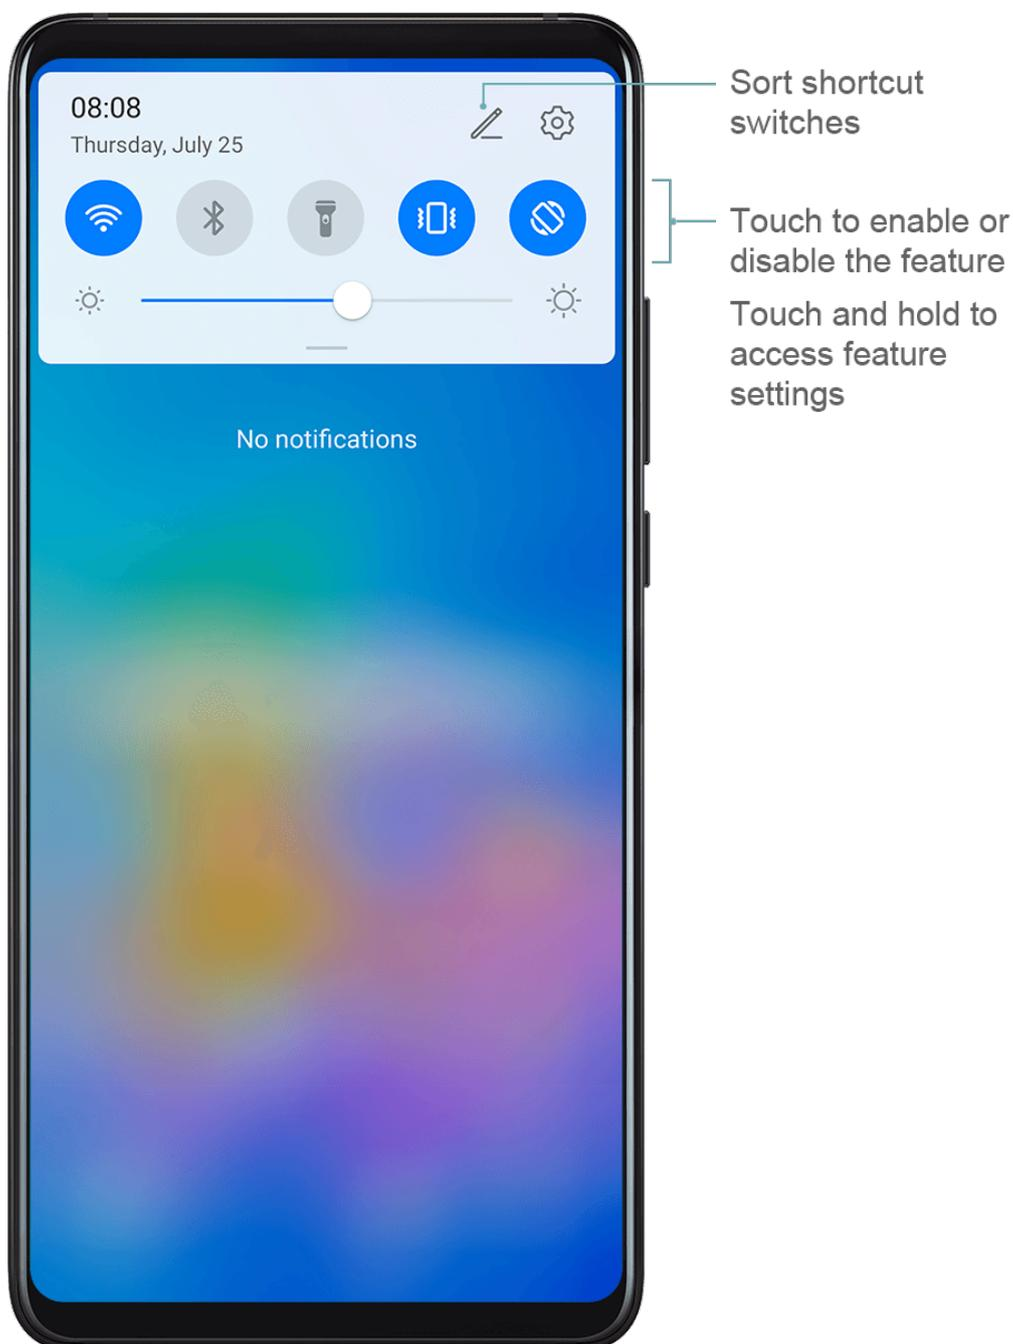 08:08
Thursday, July 25
Sort shortcut
switches
Touch to enable or
disable the feature
Touch and hold to
access feature
settings
No notifications